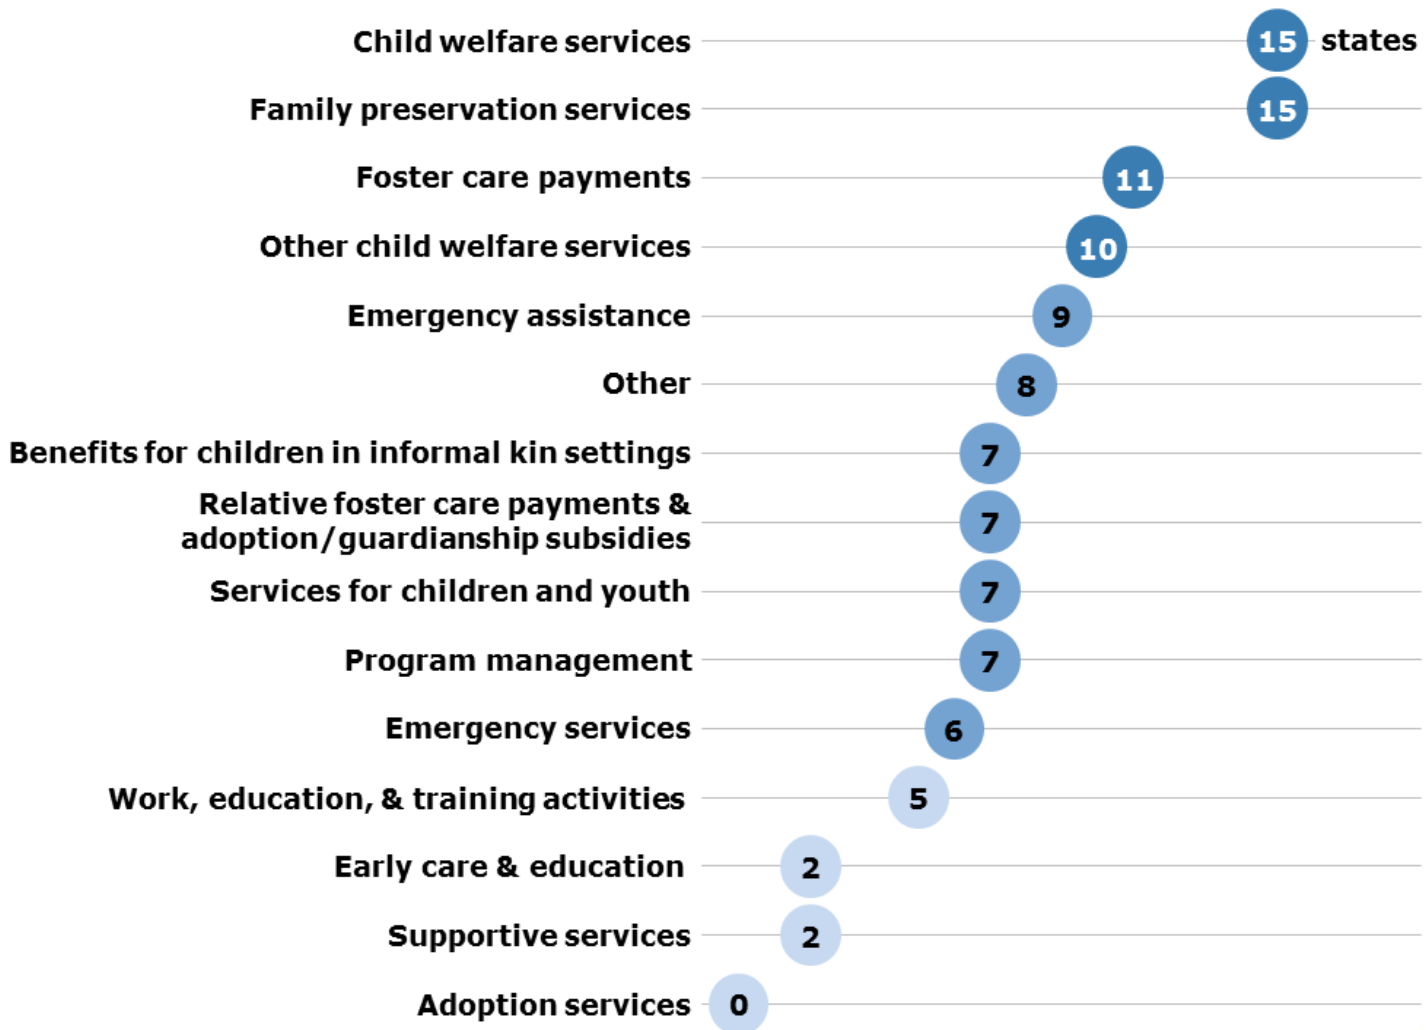 Child welfare services 15 states
Family preservation services 15
Foster care payments 11
Other child welfare services 10
Emergency assistance 9
Other 8
Benefits for children in informal kin settings 7
Relative foster care payments &
adoption/guardianship subsidies 7
Services for children and youth 7
Program management 7
Emergency services 6
Work, education, & training activities 5
Early care & education 2
Supportive services 2
Adoption services 0